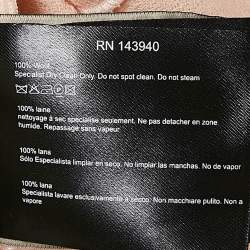 RN 143940
100% Wool
Specialist Dry Clean Only. Do not spot clean. Do not steam
100% laine
nettoyage à sec specialise seulement. Ne pas detacher en zone
humide. Repassage sans vapeur
100% lana
Sólo Especialista limpiar en seco. No limpiar las manchas. No de vapor
100% lana
Specialista lavare esclusivamente a secco. Non macchiare pulito. Non a
vapore